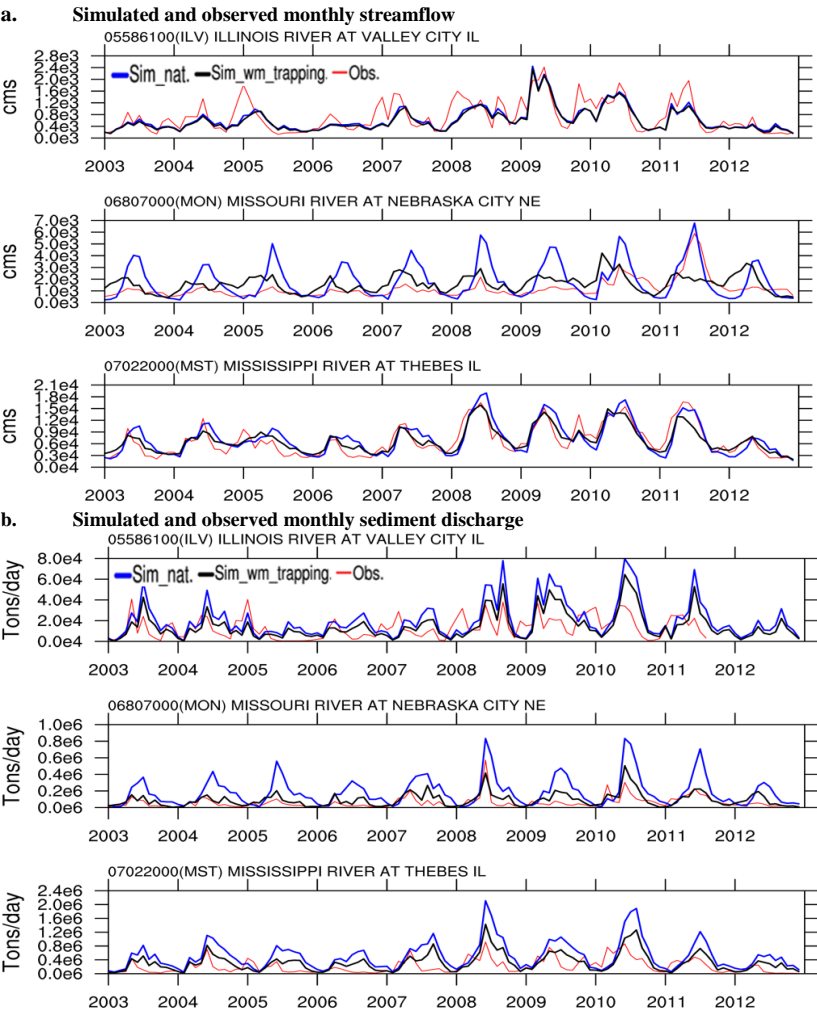 a. Simulated and observed monthly streamflow
05586100(ILV) ILLINOIS RIVER AT VALLEY CITY IL
cms
2.8e3
2.4e3
2.0e3
1.6e3
1.2e3
0.8e3
0.4e3
0.0e3
Sim_nat. Sim_wm_trapping. Obs.
2003 2004 2005 2006 2007 2008 2009 2010 2011 2012
06807000(MON) MISSOURI RIVER AT NEBRASKA CITY NE
cms
7.0e3
6.0e3
5.0e3
4.0e3
3.0e3
2.0e3
1.0e3
0.0e3
2003 2004 2005 2006 2007 2008 2009 2010 2011 2012
07022000(MST) MISSISSIPPI RIVER AT THEBES IL
cms
2.1e4
1.8e4
1.5e4
1.2e4
0.9e4
0.6e4
0.3e4
0.0e4
2003 2004 2005 2006 2007 2008 2009 2010 2011 2012
b. Simulated and observed monthly sediment discharge
05586100(ILV) ILLINOIS RIVER AT VALLEY CITY IL
Tons/day
8.0e4
6.0e4
4.0e4
2.0e4
0.0e4
Sim_nat. Sim_wm_trapping. Obs.
2003 2004 2005 2006 2007 2008 2009 2010 2011 2012
06807000(MON) MISSOURI RIVER AT NEBRASKA CITY NE
Tons/day
1.0e6
0.8e6
0.6e6
0.4e6
0.2e6
0.0e6
2003 2004 2005 2006 2007 2008 2009 2010 2011 2012
07022000(MST) MISSISSIPPI RIVER AT THEBES IL
Tons/day
2.4e6
2.0e6
1.6e6
1.2e6
0.8e6
0.4e6
0.0e6
2003 2004 2005 2006 2007 2008 2009 2010 2011 2012